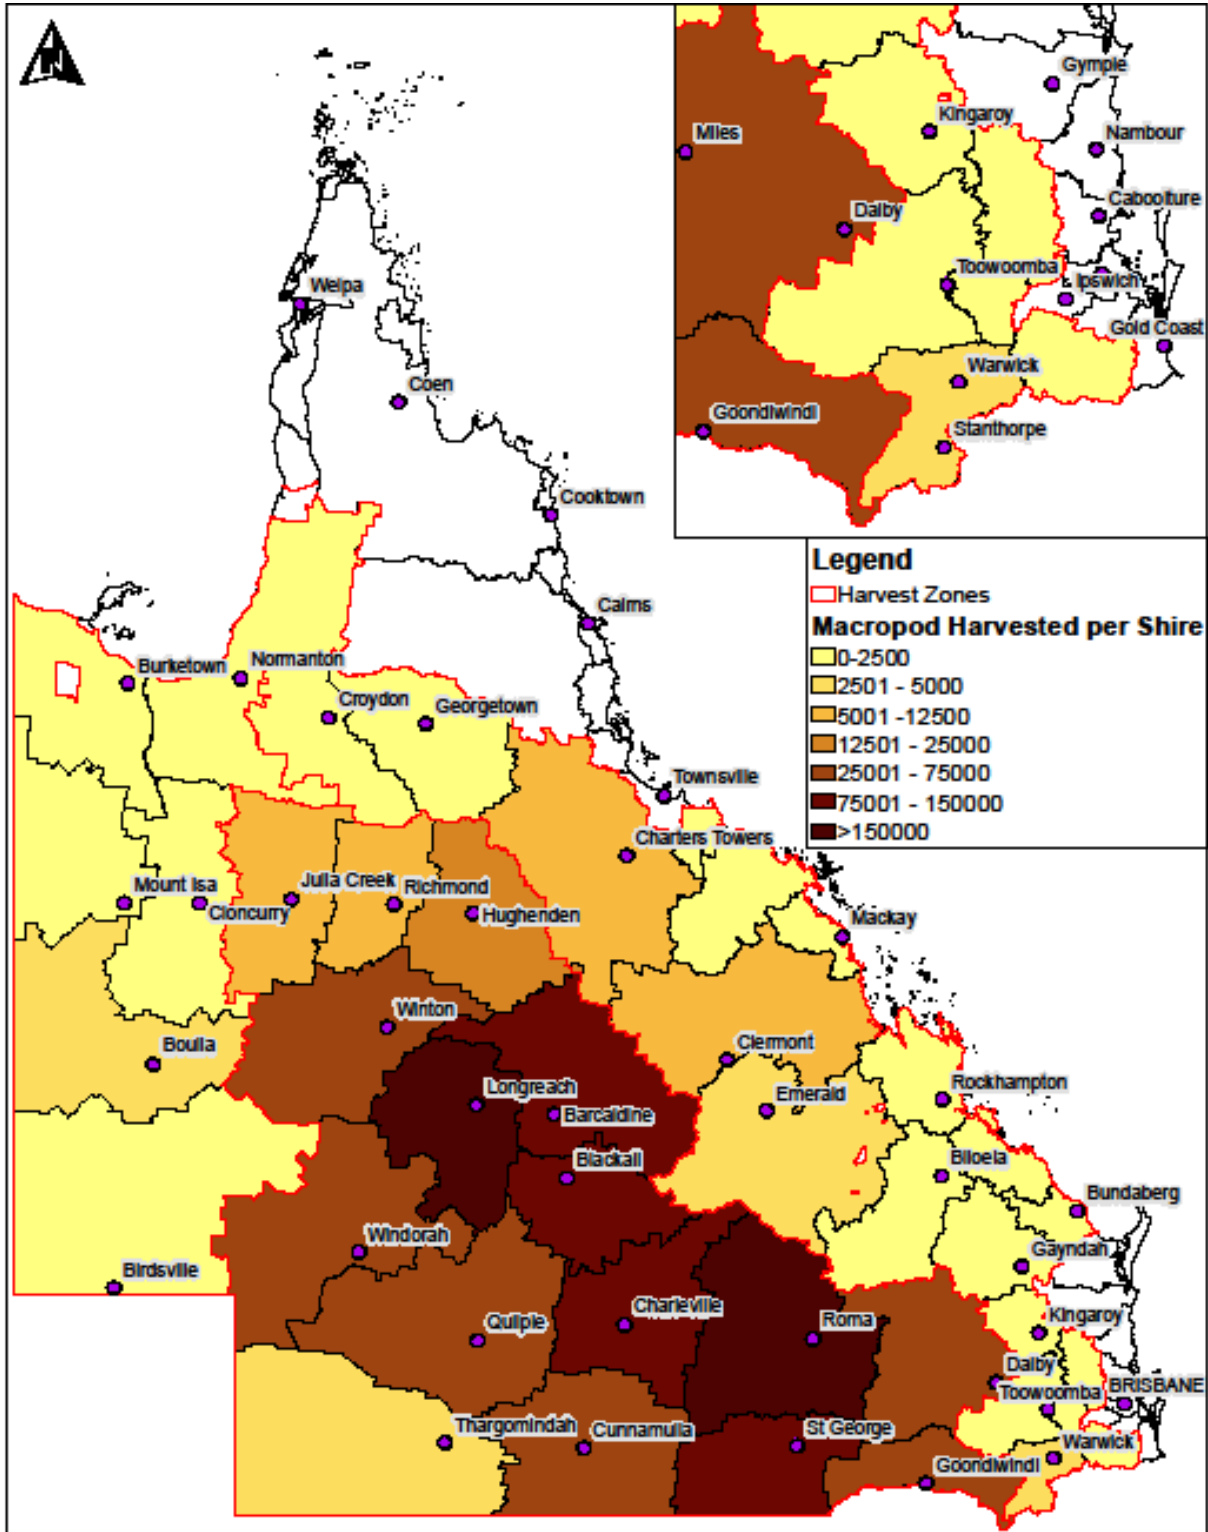 N
Gympie
Kingaroy
Miles
Nambour
Caboolture
Dalby
Toowoomba
Ipswich
Gold Coast
Warwick
Goondiwindi
Stanthorpe
Legend
Harvest Zones
Macropod Harvested per Shire
0-2500
2501 - 5000
5001 -12500
12501 - 25000
25001 - 75000
75001 - 150000
>150000
Weipa
Coen
Cooktown
Cairns
Burketown
Normanton
Croydon
Georgetown
Townsville
Charters Towers
Mount Isa
Cloncurry
Julia Creek
Richmond
Hughenden
Mackay
Winton
Boulia
Clermont
Longreach
Barcaldine
Emerald
Rockhampton
Blackall
Biloela
Bundaberg
Windorah
Gayndah
Birdsville
Quilpie
Charleville
Roma
Kingaroy
Dalby
Toowoomba
BRISBANE
Thargomindah
Cunnamulla
St George
Warwick
Goondiwindi